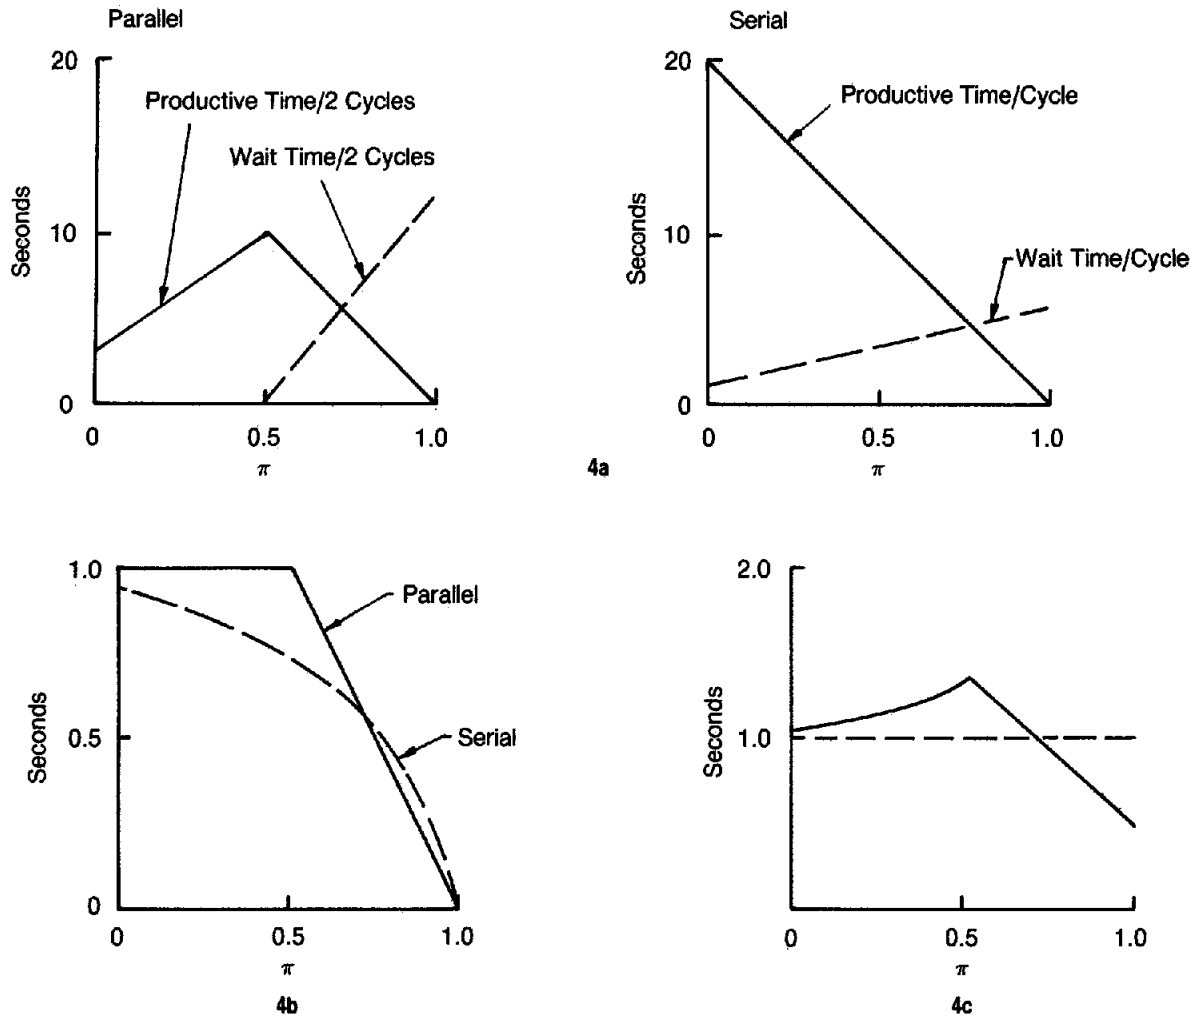 Parallel
Serial
20
Productive Time/2 Cycles
Wait Time/2 Cycles
10
Seconds
0
0
0.5
1.0
π
20
Productive Time/Cycle
10
Wait Time/Cycle
Seconds
0
0
0.5
1.0
π
4a
1.0
Parallel
0.5
Serial
Seconds
0
0
0.5
1.0
π
4b
2.0
1.0
Seconds
0
0.5
1.0
π
4c